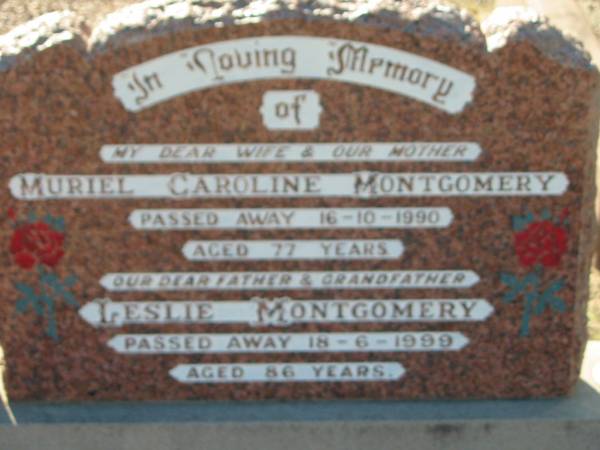 In Loving Memory
of
MY DEAR WIFE & OUR MOTHER
MURIEL CAROLINE MONTGOMERY
PASSED AWAY 16-10-1990
AGED 77 YEARS
OUR DEAR FATHER & GRANDFATHER
LESLIE MONTGOMERY
PASSED AWAY 18-6-1999
AGED 86 YEARS.